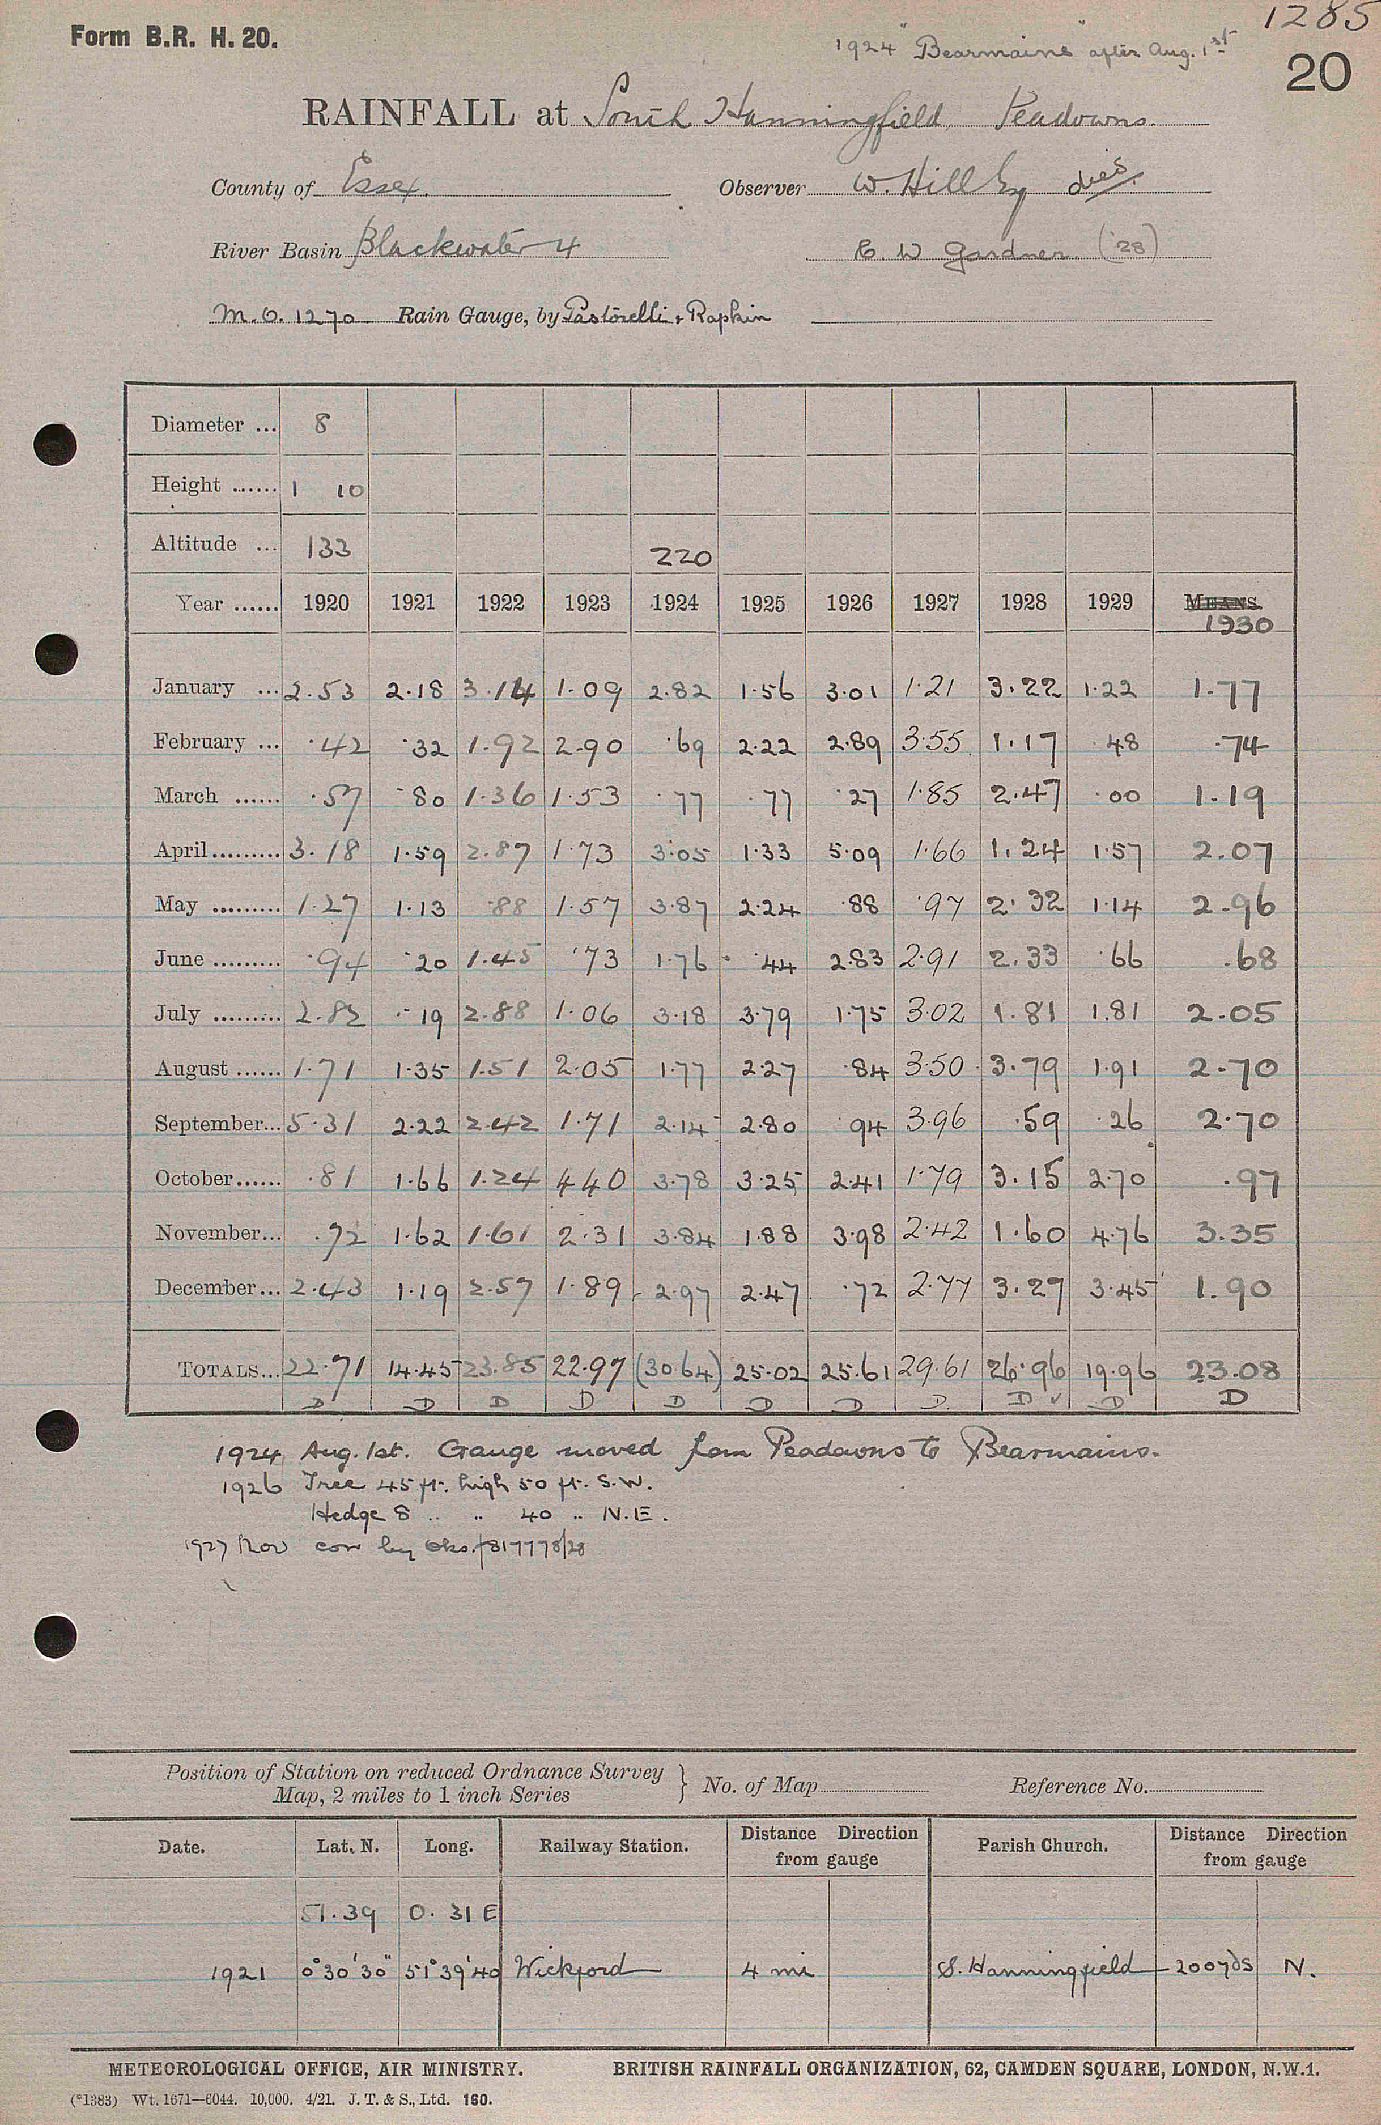 1285
Form B.R. H. 20.
1924 "Bearmains" after Aug. 1st
20
RAINFALL at South Hanningfield, Peadowns.
County of Essex Observer W. Hill Esq
River Basin Blackwater 4 E. W Gardner ('28)
M.O. 1270 Rain Gauge, by Pastorelli & Rapkin
Diameter ... 8
Height ...... 1 10
Altitude ... 133 220
Year ...... 1920 1921 1922 1923 1924 1925 1926 1927 1928 1929 MEANS.
1930
January ... 2.53 2.18 3.14 1.09 2.82 1.56 3.01 1.21 3.22 1.22 1.77
February ... .42 .32 1.92 2.90 .69 2.22 2.89 3.55 1.17 .48 .74
March ...... .57 .80 1.36 1.53 .77 .77 .27 1.85 2.47 .00 1.19
April ......... 3.18 1.59 2.87 1.73 3.05 1.33 5.09 1.66 1.24 1.57 2.07
May ......... 1.27 1.13 .88 1.57 3.87 2.24 .88 .97 2.32 1.14 2.96
June ......... .94 .20 1.45 .73 1.76 .44 2.83 2.91 2.33 .66 .68
July ......... 2.82 .19 2.88 1.06 3.18 3.79 1.75 3.02 1.81 1.81 2.05
August ...... 1.71 1.35 1.51 2.05 1.77 2.27 .84 3.50 3.79 1.91 2.70
September... 5.31 2.22 2.42 1.71 2.14 2.80 .94 3.96 .59 .26 2.70
October...... .81 1.66 1.24 4.40 3.78 3.25 2.41 1.79 3.15 2.70 .97
November... .72 1.62 1.61 2.31 3.84 1.88 3.98 2.42 1.60 4.76 3.35
December... 2.43 1.19 2.57 1.89 2.97 2.47 .72 2.77 3.27 3.45 1.90
TOTALS... 22.71 14.45 23.85 22.97 (30.64) 25.02 25.61 29.61 26.96 19.96 23.08
D D D D D D D D D ✓ D D
1924 Aug. 1st. Gauge moved from Peadowns to Bearmains.
1926 Tree 45 ft. high 50 ft. S.W.
Hedge 8 " " 40 " N.E.
1927 Nov corr by obs. 817778/28
Position of Station on reduced Ordnance Survey
Map, 2 miles to 1 inch Series } No. of Map Reference No.
Date. Lat. N. Long. Railway Station. Distance Direction from gauge Parish Church. Distance Direction from gauge
51.39 0.31 E
1921 0°30'30" 51°39'40 Wickford 4 mi S. Hanningfield 200 yds N.
METEOROLOGICAL OFFICE, AIR MINISTRY. BRITISH RAINFALL ORGANIZATION, 62, CAMDEN SQUARE, LONDON, N.W.1.
(*1383) Wt. 1671—6044. 10,000. 4/21. J. T. & S., Ltd. 160.